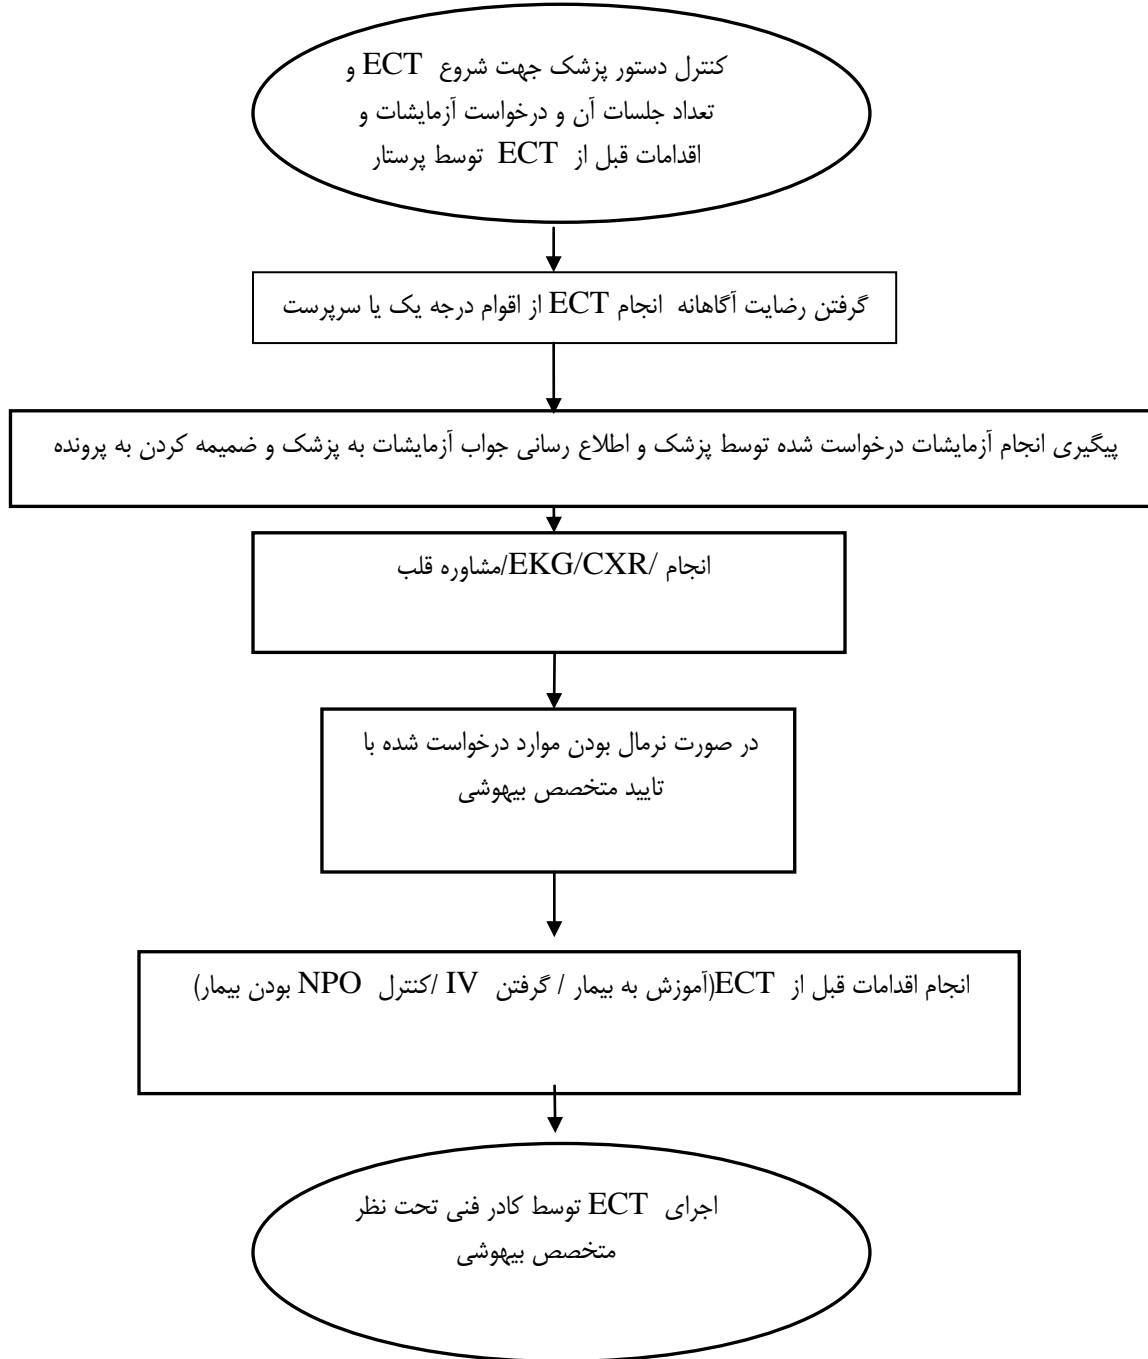 کنترل دستور پزشک جهت شروع ECT و
تعداد جلسات آن و درخواست آزمایشات و
اقدامات قبل از ECT توسط پرستار
گرفتن رضایت آگاهانه انجام ECT از اقوام درجه یک یا سرپرست
پیگیری انجام آزمایشات درخواست شده توسط پزشک و اطلاع رسانی جواب آزمایشات به پزشک و ضمیمه کردن به پرونده
انجام /EKG/CXR/مشاوره قلب
در صورت نرمال بودن موارد درخواست شده با
تایید متخصص بیهوشی
انجام اقدامات قبل از ECT(آموزش به بیمار / گرفتن IV /کنترل NPO بودن بیمار)
اجرای ECT توسط کادر فنی تحت نظر
متخصص بیهوشی